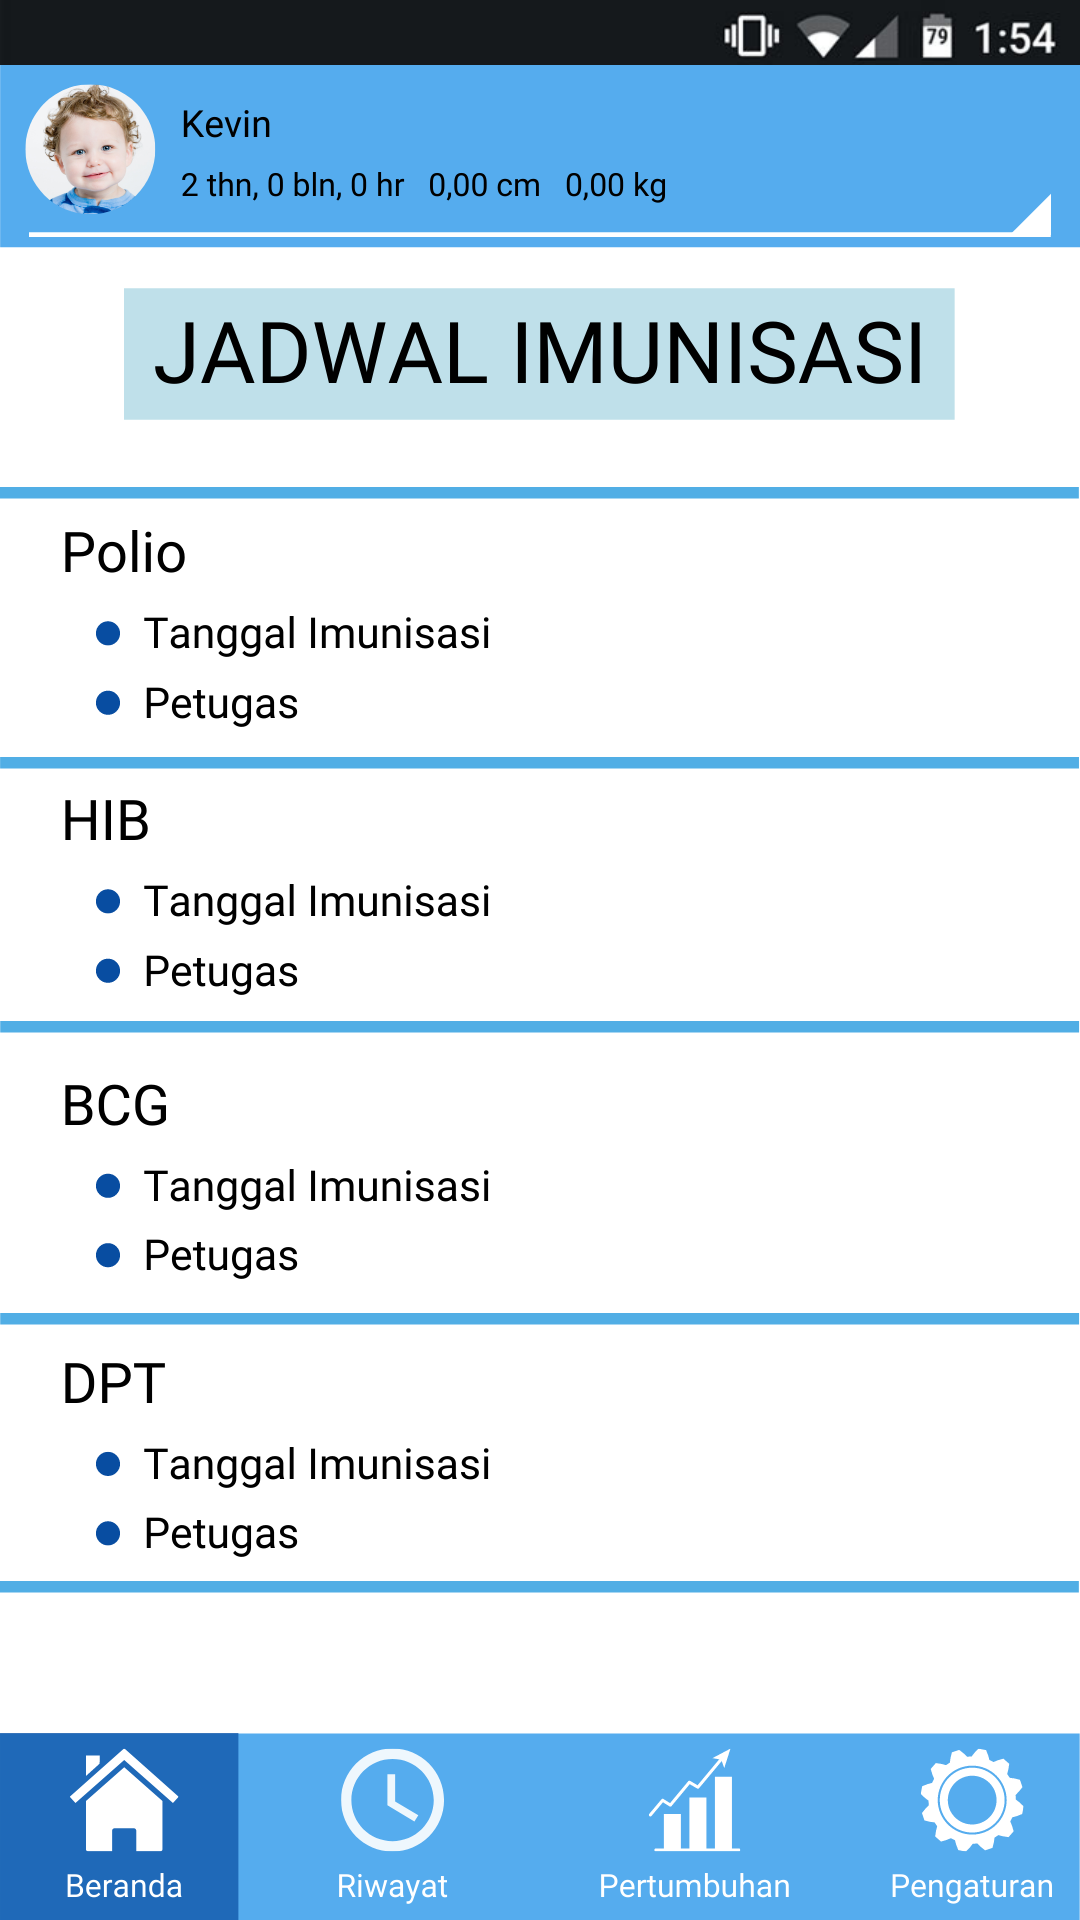 79 1:54
Kevin
2 thn, 0 bln, 0 hr 0,00 cm 0,00 kg
JADWAL IMUNISASI
Polio
Tanggal Imunisasi
Petugas
HIB
Tanggal Imunisasi
Petugas
BCG
Tanggal Imunisasi
Petugas
DPT
Tanggal Imunisasi
Petugas
Beranda Riwayat Pertumbuhan Pengaturan